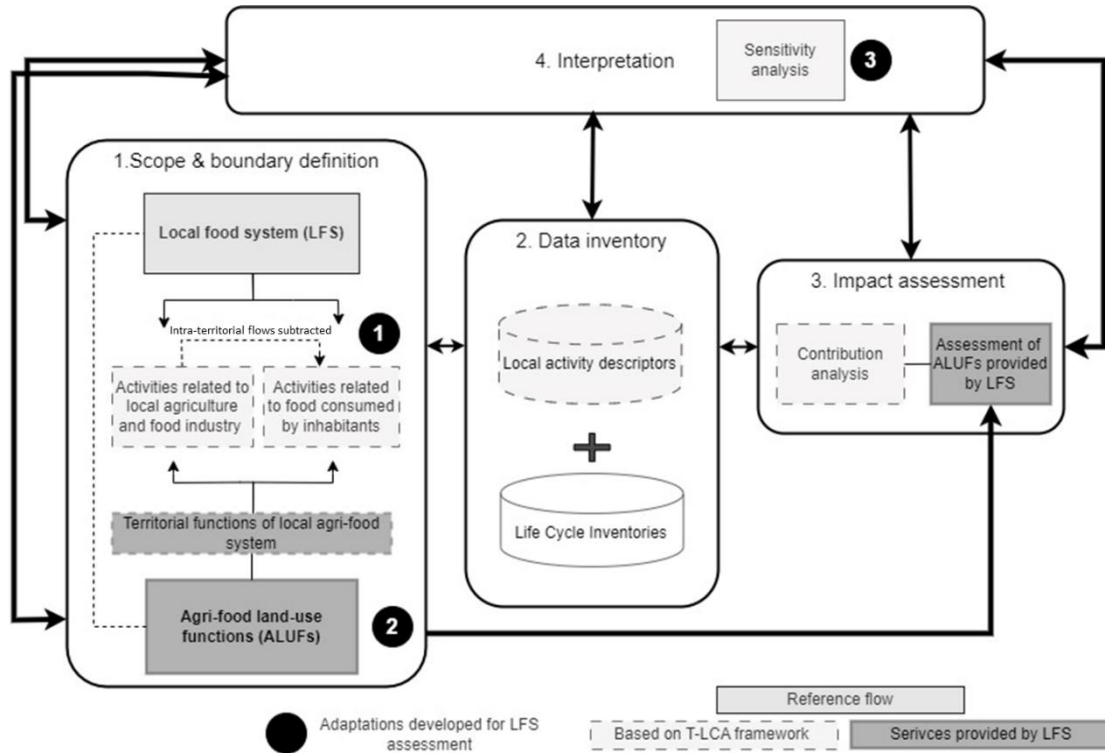 4. Interpretation
Sensitivity
analysis
3
1.Scope & boundary definition
Local food system (LFS)
Intra-territorial flows subtracted
1
Activities related to
local agriculture
and food industry
Activities related
to food consumed
by inhabitants
Territorial functions of local agri-food
system
Agri-food land-use
functions (ALUFs)
2
2. Data inventory
Local activity descriptors
Life Cycle Inventories
3. Impact assessment
Contribution
analysis
Assessment of
ALUFs provided
by LFS
Adaptations developed for LFS
assessment
Reference flow
Based on T-LCA framework
Serivces provided by LFS